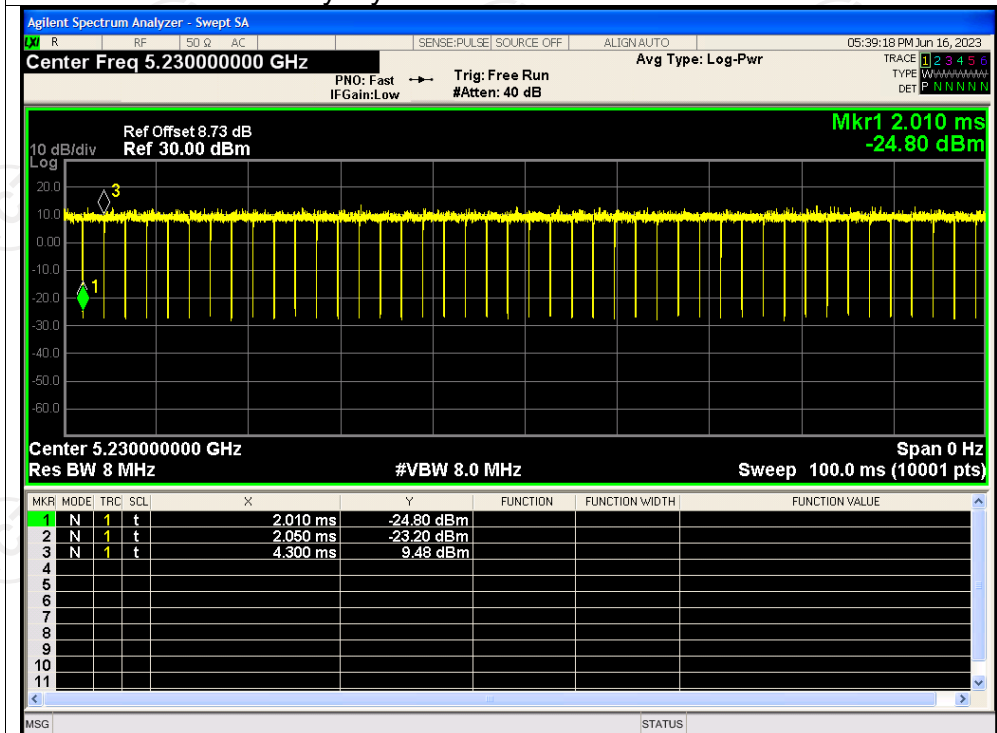 Agilent Spectrum Analyzer - Swept SA
LXI R RF 50 Ω AC SENSE:PULSE SOURCE OFF ALIGN AUTO 05:39:18 PM Jun 16, 2023
Center Freq 5.230000000 GHz
PNO: Fast
IFGain:Low
Trig: Free Run
#Atten: 40 dB
Avg Type: Log-Pwr
TRACE 1 2 3 4 5 6
TYPE W
DET P N N N N N
Mkr1 2.010 ms
-24.80 dBm
Ref Offset 8.73 dB
10 dB/div Ref 30.00 dBm
Log
20.0
10.0
0.00
-10.0
-20.0
-30.0
-40.0
-50.0
-60.0
3
1
Center 5.230000000 GHz Span 0 Hz
Res BW 8 MHz #VBW 8.0 MHz Sweep 100.0 ms (10001 pts)
MKR MODE TRC SCL X Y FUNCTION FUNCTION WIDTH FUNCTION VALUE
1 N 1 t 2.010 ms -24.80 dBm
2 N 1 t 2.050 ms -23.20 dBm
3 N 1 t 4.300 ms 9.48 dBm
4
5
6
7
8
9
10
11
MSG STATUS